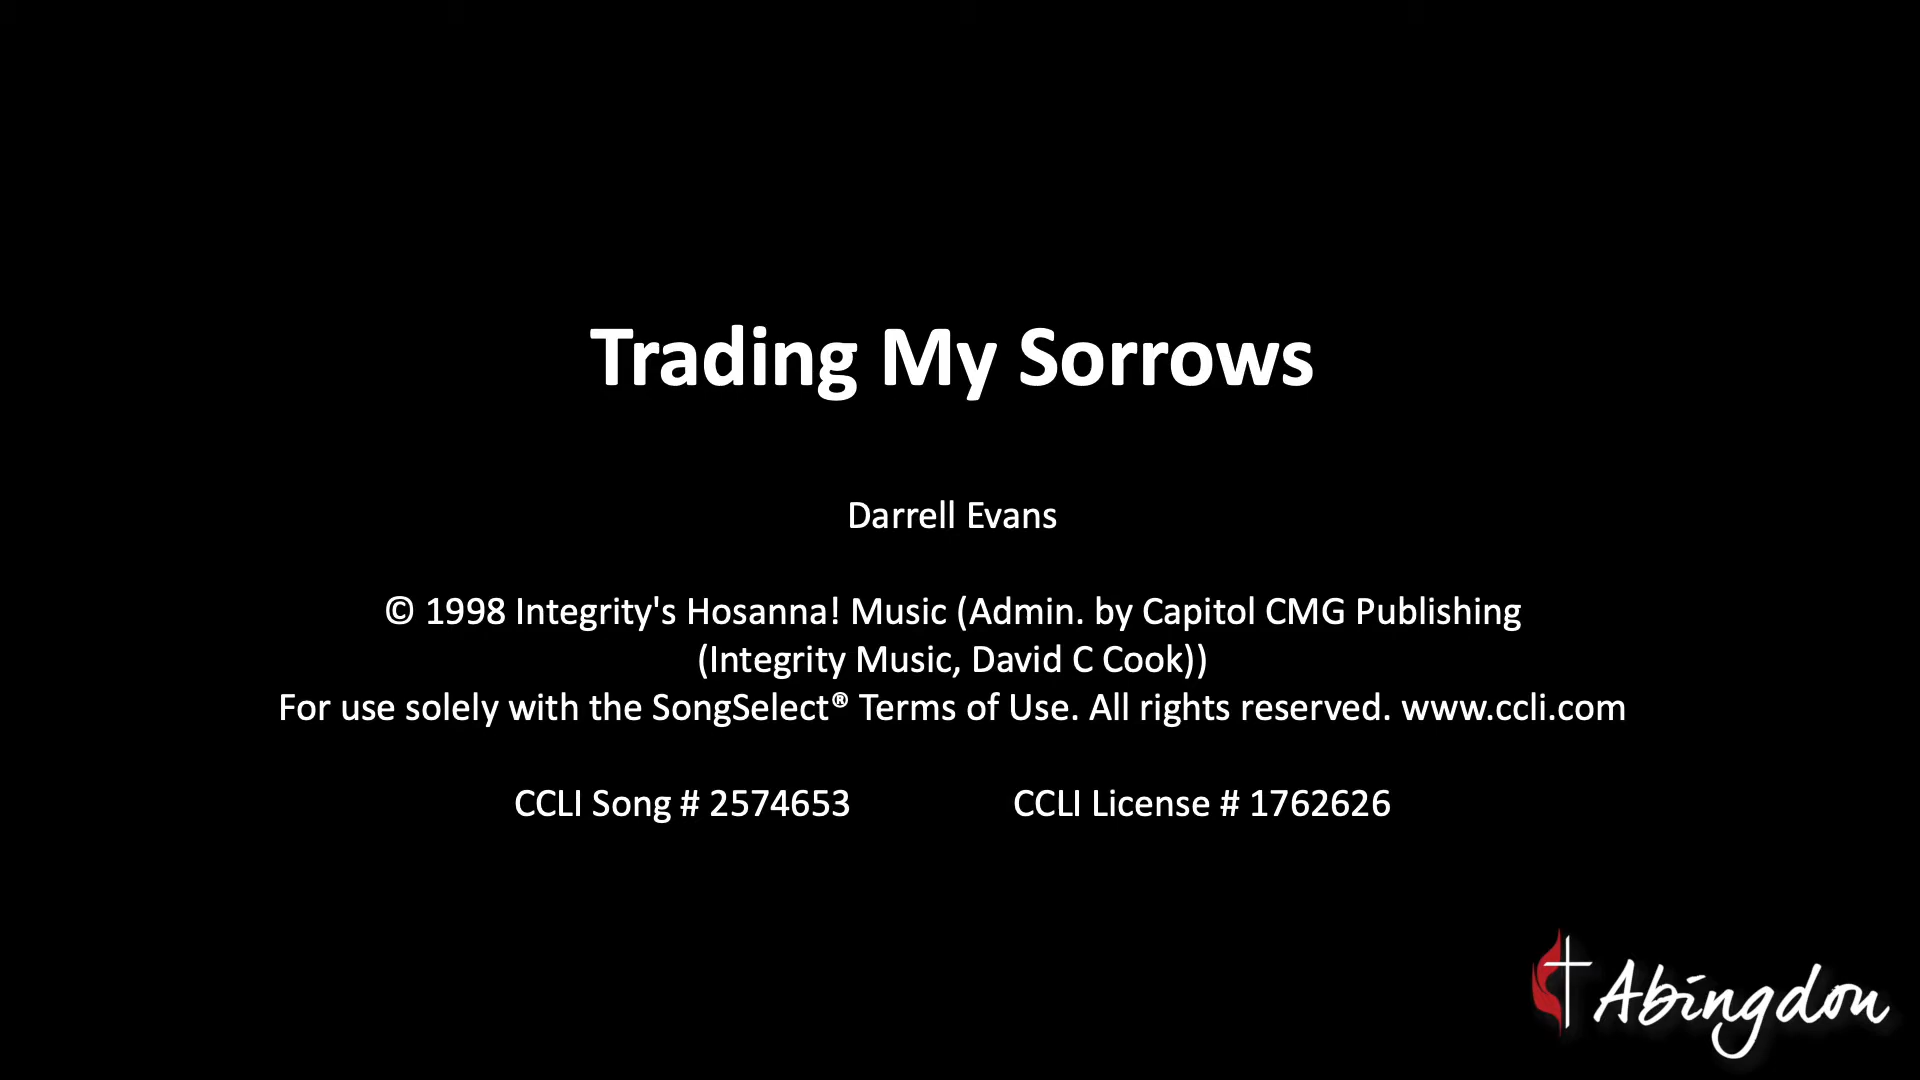 Trading My Sorrows
Darrell Evans
© 1998 Integrity's Hosanna! Music (Admin. by Capitol CMG Publishing
(Integrity Music, David C Cook))
For use solely with the SongSelect® Terms of Use. All rights reserved. www.ccli.com
CCLI Song # 2574653 CCLI License # 1762626
Abingdon